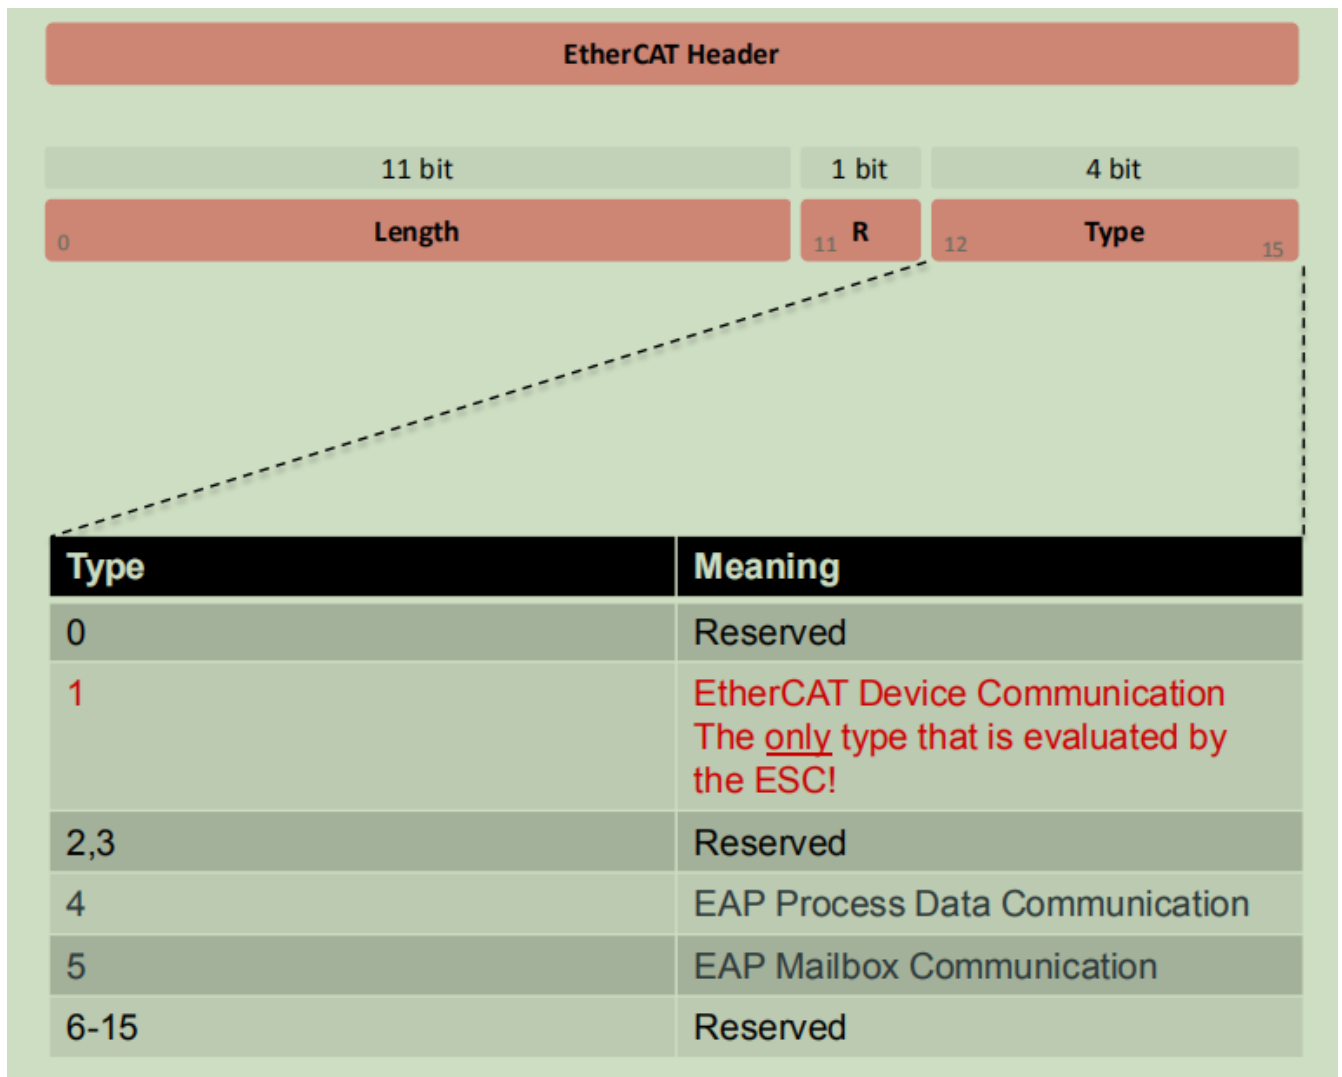 EtherCAT Header
11 bit 1 bit 4 bit
0 Length 11 R 12 Type 15
Type Meaning
0 Reserved
1 EtherCAT Device Communication
The only type that is evaluated by
the ESC!
2,3 Reserved
4 EAP Process Data Communication
5 EAP Mailbox Communication
6-15 Reserved